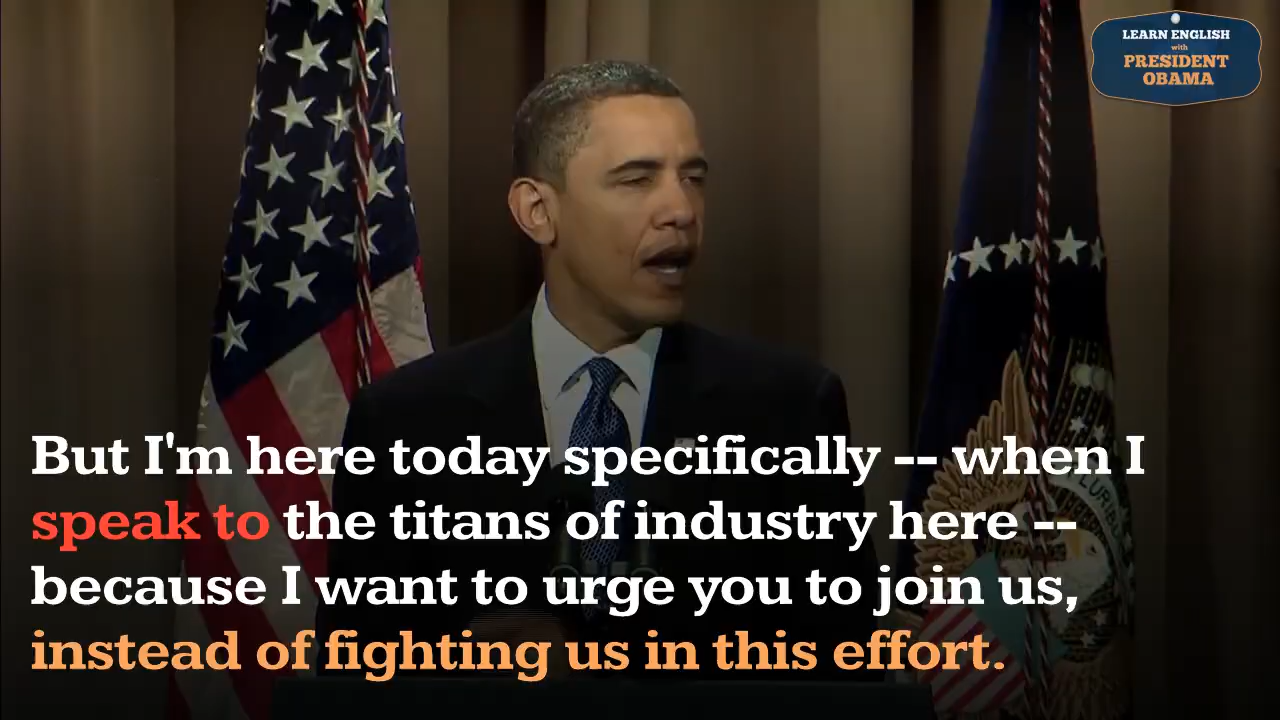 LEARN ENGLISH
with
PRESIDENT
OBAMA
But I'm here today specifically -- when I
speak to the titans of industry here --
because I want to urge you to join us,
instead of fighting us in this effort.